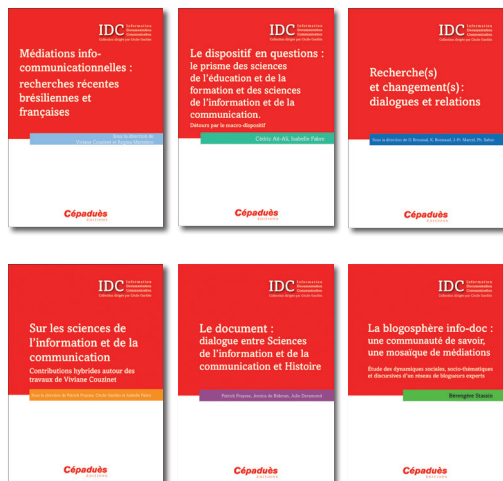 IDC Information Documentation Communication
Collection dirigée par Cécile Gardiès
Médiations info-
communicationnelles :
recherches récentes
brésiliennes et
françaises
Sous la direction de
Viviane Couzinet et Regina Marteleto
Cépaduès
ÉDITIONS
IDC Information Documentation Communication
Collection dirigée par Cécile Gardiès
Le dispositif en questions :
le prisme des sciences
de l'éducation et de la
formation et des sciences
de l'information et de la
communication.
Détours par le macro-dispositif
Cédric Aït-Ali, Isabelle Fabre
Cépaduès
ÉDITIONS
IDC Information Documentation Communication
Collection dirigée par Cécile Gardiès
Recherche(s)
et changement(s) :
dialogues et relations
Cépaduès
ÉDITIONS
IDC Information Documentation Communication
Collection dirigée par Cécile Gardiès
Sur les sciences de
l'information et de la
communication
Contributions hybrides autour des
travaux de Viviane Couzinet
Sous la direction de Patrick Fraysse, Cécile Gardiès et Isabelle Fabre
Cépaduès
ÉDITIONS
IDC Information Documentation Communication
Collection dirigée par Cécile Gardiès
Le document :
dialogue entre Sciences
de l'information et de la
communication et Histoire
Patrick Fraysse, Jessica de Bideran, Julie Deramond
Cépaduès
ÉDITIONS
IDC Information Documentation Communication
Collection dirigée par Cécile Gardiès
La blogosphère info-doc :
une communauté de savoir,
une mosaïque de médiations
Étude des dynamiques sociales, socio-thématiques
et discursives d'un réseau de blogueurs experts
Bérengère Stassin
Cépaduès
ÉDITIONS